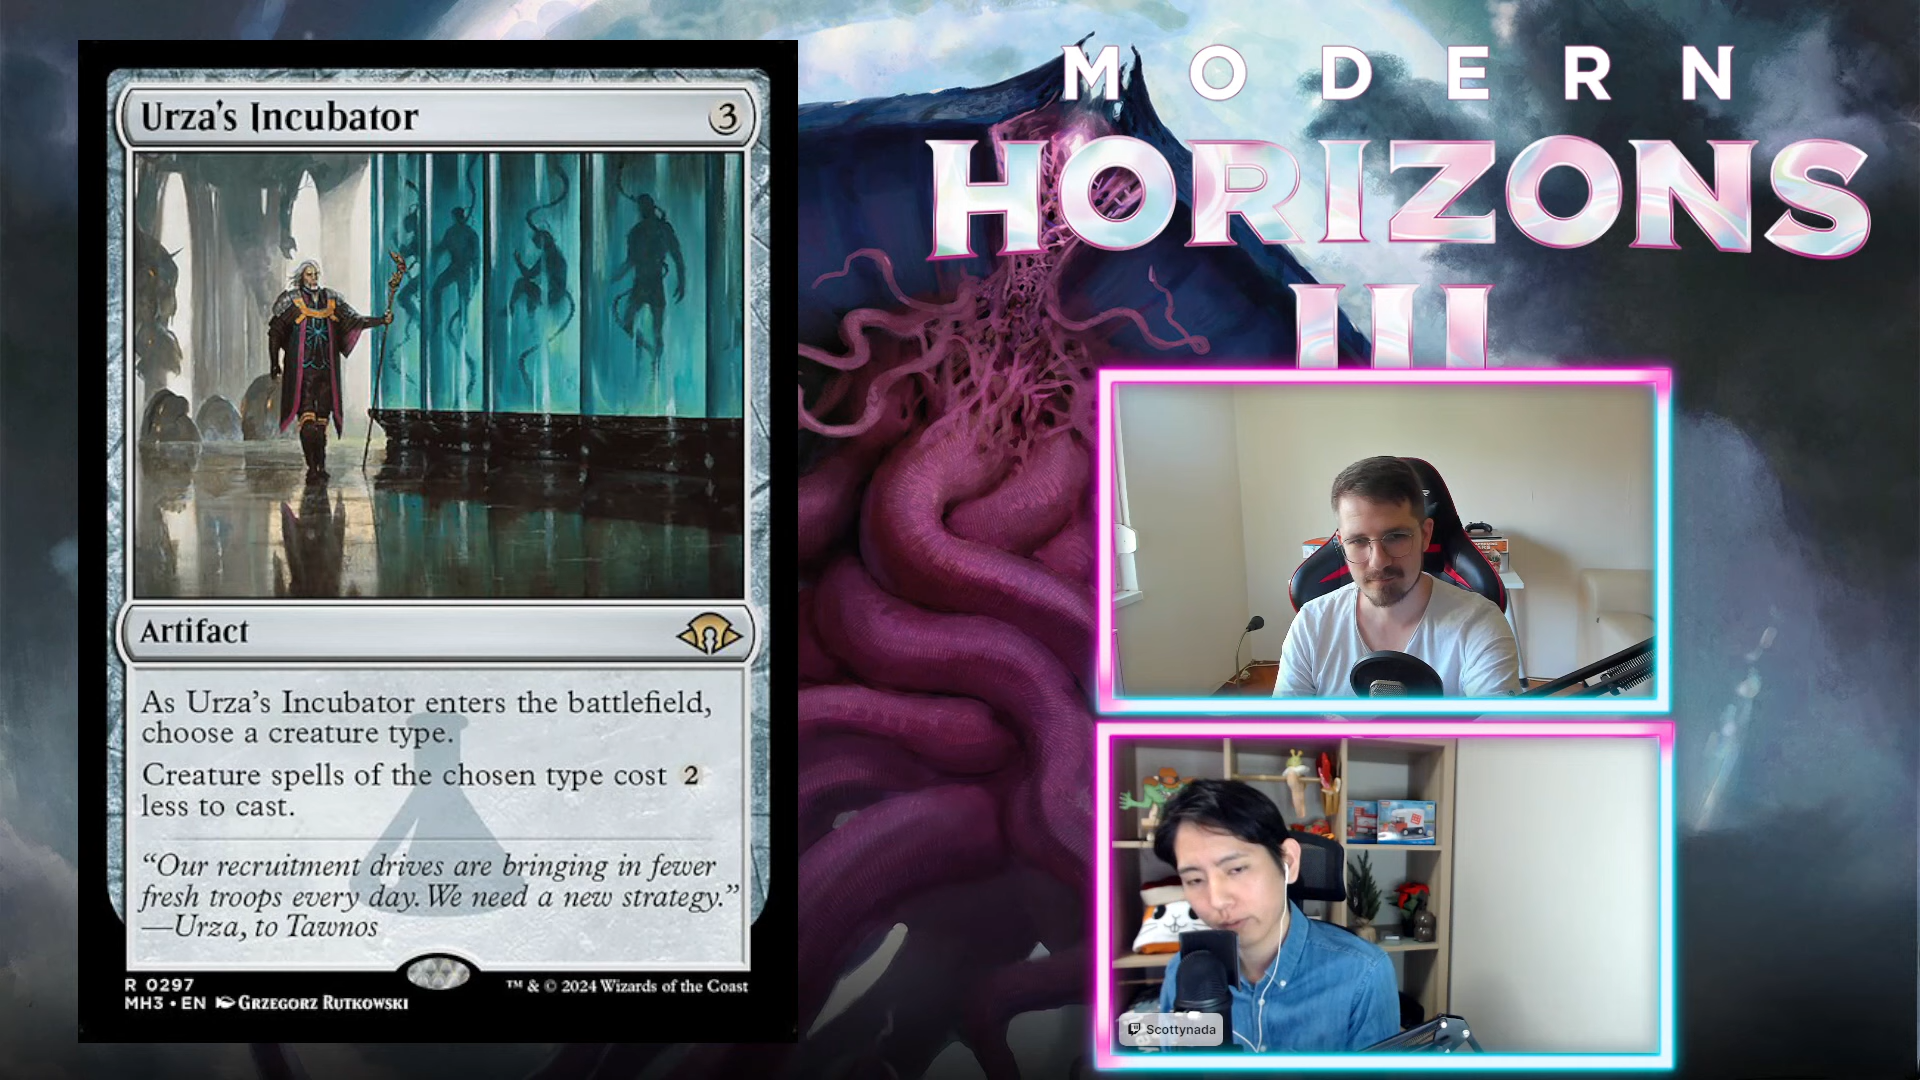 Urza's Incubator
3
Artifact
As Urza's Incubator enters the battlefield,
choose a creature type.
Creature spells of the chosen type cost 2
less to cast.
“Our recruitment drives are bringing in fewer
fresh troops every day. We need a new strategy.”
—Urza, to Tawnos
R 0297
MH3 • EN GRZEGORZ RUTKOWSKI
™ & © 2024 Wizards of the Coast
MODERN
HORIZONS
III
Scottynada